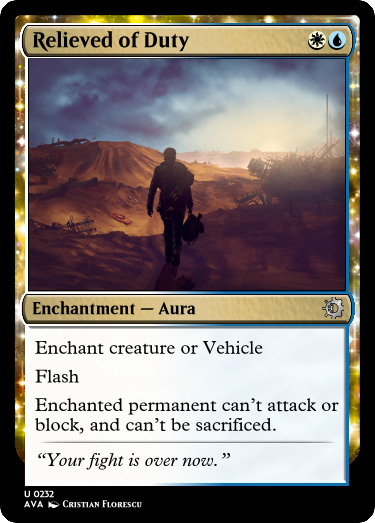 Relieved of Duty
Enchantment — Aura
Enchant creature or Vehicle
Flash
Enchanted permanent can't attack or
block, and can't be sacrificed.
"Your fight is over now."
U 0232
AVA Cristian Florescu